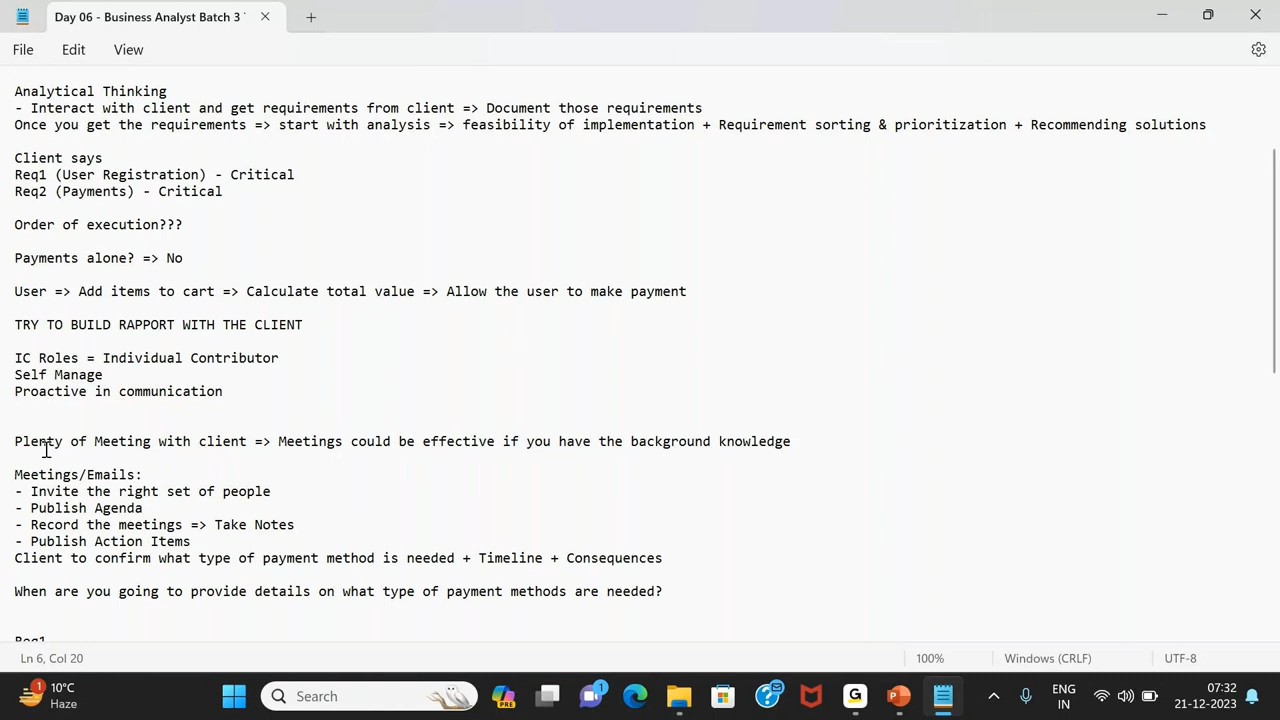 Day 06 - Business Analyst Batch 3
File
Edit
View
Analytical Thinking
- Interact with client and get requirements from client => Document those requirements
Once you get the requirements => start with analysis => feasibility of implementation + Requirement sorting & prioritization + Recommending solutions
Client says
Req1 (User Registration) - Critical
Req2 (Payments) - Critical
Order of execution???
Payments alone? => No
User => Add items to cart => Calculate total value => Allow the user to make payment
TRY TO BUILD RAPPORT WITH THE CLIENT
IC Roles = Individual Contributor
Self Manage
Proactive in communication
Plenty of Meeting with client => Meetings could be effective if you have the background knowledge
Meetings/Emails:
- Invite the right set of people
- Publish Agenda
- Record the meetings => Take Notes
- Publish Action Items
Client to confirm what type of payment method is needed + Timeline + Consequences
When are you going to provide details on what type of payment methods are needed?
Req1
Ln 6, Col 20
100%
Windows (CRLF)
UTF-8
1
10°C
Haze
Search
PRE
1
G
P
ENG
IN
07:32
21-12-2023